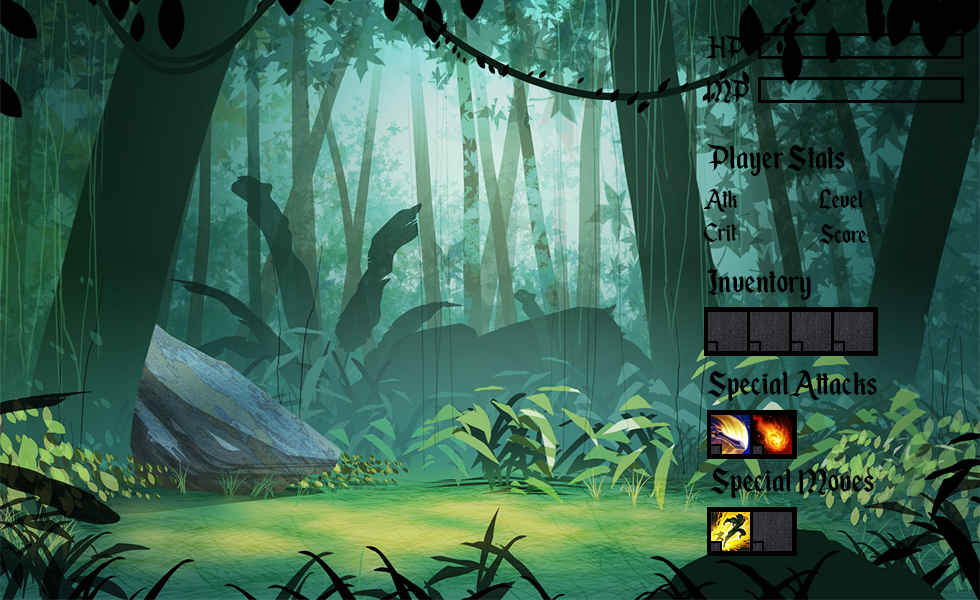 HP
MP
Player Stats
Atk Level
Crit Score
Inventory
Special Attacks
Special Moves